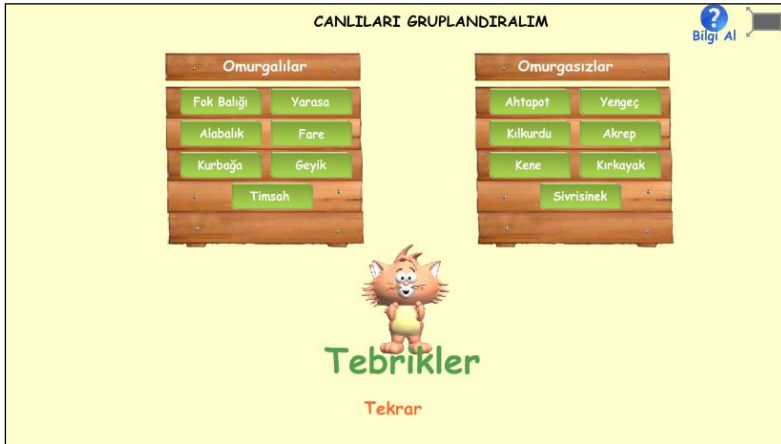 CANLILARI GRUPLANDIRALIM
Bilgi Al
Omurgalılar
Fok Balığı Yarasa
Alabalık Fare
Kurbağa Geyik
Timsah
Omurgasızlar
Ahtapot Yengeç
Kılkurdu Akrep
Kene Kırkayak
Sivrisinek
Tebrikler
Tekrar